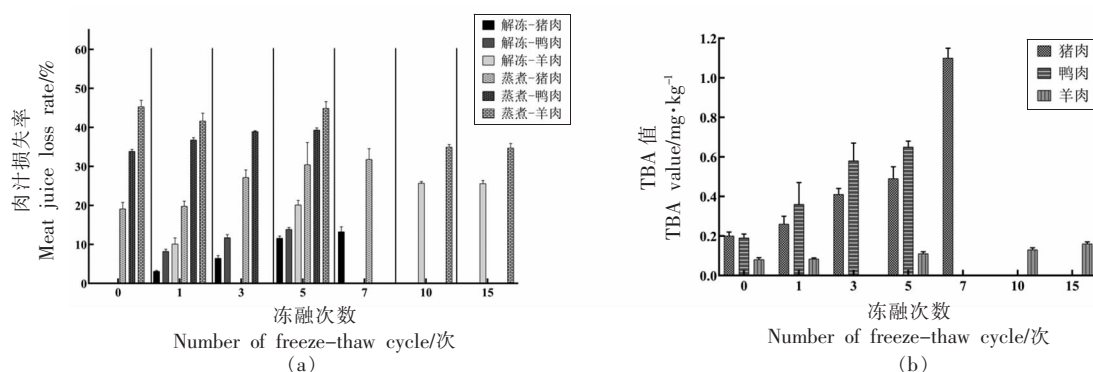 肉汁损失率
Meat juice loss rate/%
60
50
40
30
20
10
0
解冻-猪肉
解冻-鸭肉
解冻-羊肉
蒸煮-猪肉
蒸煮-鸭肉
蒸煮-羊肉
0 1 3 5 7 10 15
冻融次数
Number of freeze-thaw cycle/次
(a)
TBA 值
TBA value/mg·kg⁻¹
1.2
1.0
0.8
0.6
0.4
0.2
0.0
猪肉
鸭肉
羊肉
0 1 3 5 7 10 15
冻融次数
Number of freeze-thaw cycle/次
(b)